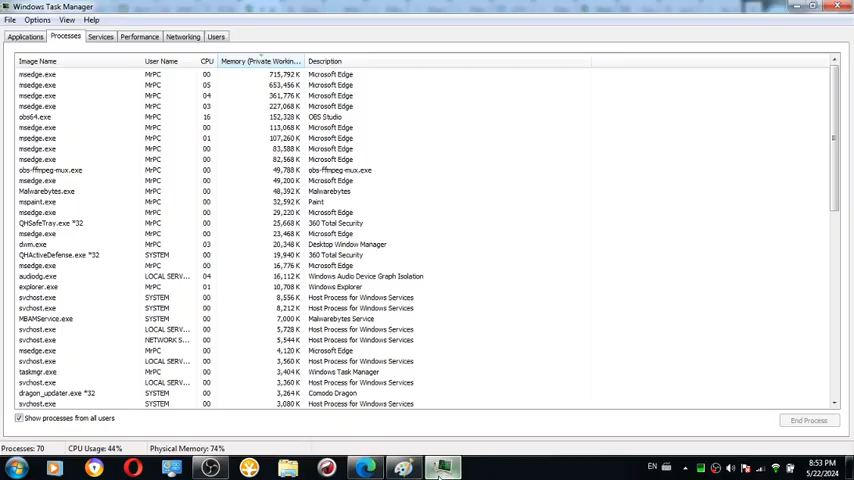 Windows Task Manager
File Options View Help
Applications Processes Services Performance Networking Users
Image Name User Name CPU Memory (Private Workin... Description
msedge.exe MrPC 00 715,792 K Microsoft Edge
msedge.exe MrPC 05 653,456 K Microsoft Edge
msedge.exe MrPC 04 361,776 K Microsoft Edge
msedge.exe MrPC 03 227,068 K Microsoft Edge
obs64.exe MrPC 16 152,328 K OBS Studio
msedge.exe MrPC 00 113,068 K Microsoft Edge
msedge.exe MrPC 01 107,260 K Microsoft Edge
msedge.exe MrPC 00 83,588 K Microsoft Edge
msedge.exe MrPC 00 82,568 K Microsoft Edge
obs-ffmpeg-mux.exe MrPC 00 49,788 K obs-ffmpeg-mux.exe
msedge.exe MrPC 00 49,200 K Microsoft Edge
Malwarebytes.exe MrPC 00 48,392 K Malwarebytes
mspaint.exe MrPC 00 32,592 K Paint
msedge.exe MrPC 00 29,220 K Microsoft Edge
QHSafeTray.exe *32 MrPC 00 25,668 K 360 Total Security
msedge.exe MrPC 00 23,468 K Microsoft Edge
dwm.exe MrPC 03 20,348 K Desktop Window Manager
QHActiveDefense.exe *32 SYSTEM 00 19,940 K 360 Total Security
msedge.exe MrPC 00 16,776 K Microsoft Edge
audiodg.exe LOCAL SERV... 04 16,112 K Windows Audio Device Graph Isolation
explorer.exe MrPC 01 10,708 K Windows Explorer
svchost.exe SYSTEM 00 8,556 K Host Process for Windows Services
svchost.exe SYSTEM 00 8,212 K Host Process for Windows Services
MBAMService.exe SYSTEM 00 7,000 K Malwarebytes Service
svchost.exe LOCAL SERV... 00 5,728 K Host Process for Windows Services
svchost.exe NETWORK S... 00 5,544 K Host Process for Windows Services
msedge.exe MrPC 00 4,120 K Microsoft Edge
svchost.exe LOCAL SERV... 00 3,560 K Host Process for Windows Services
taskmgr.exe MrPC 00 3,404 K Windows Task Manager
svchost.exe LOCAL SERV... 00 3,360 K Host Process for Windows Services
dragon_updater.exe *32 SYSTEM 00 3,264 K Comodo Dragon
svchost.exe SYSTEM 00 3,080 K Host Process for Windows Services
Show processes from all users End Process
Processes: 70 CPU Usage: 44% Physical Memory: 74%
EN 8:53 PM
5/22/2024